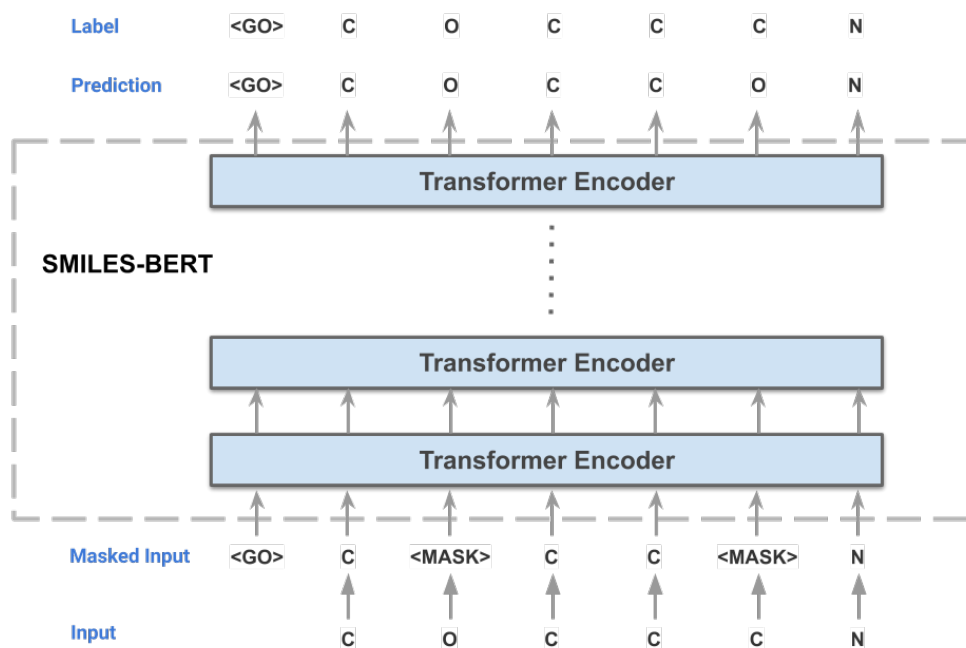 Label <GO> C O C C C N
Prediction <GO> C O C C O N
Transformer Encoder
SMILES-BERT
Transformer Encoder
Transformer Encoder
Masked Input <GO> C <MASK> C C <MASK> N
Input C O C C C N